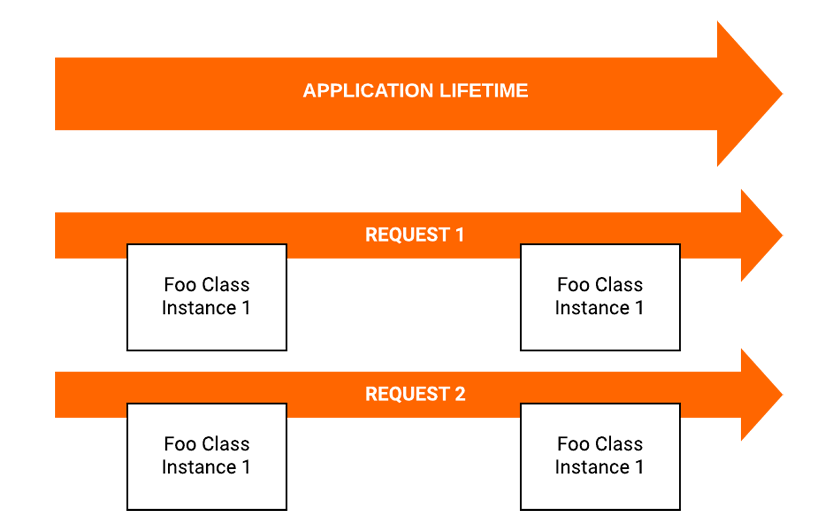 APPLICATION LIFETIME
REQUEST 1
Foo Class
Instance 1
Foo Class
Instance 1
REQUEST 2
Foo Class
Instance 1
Foo Class
Instance 1